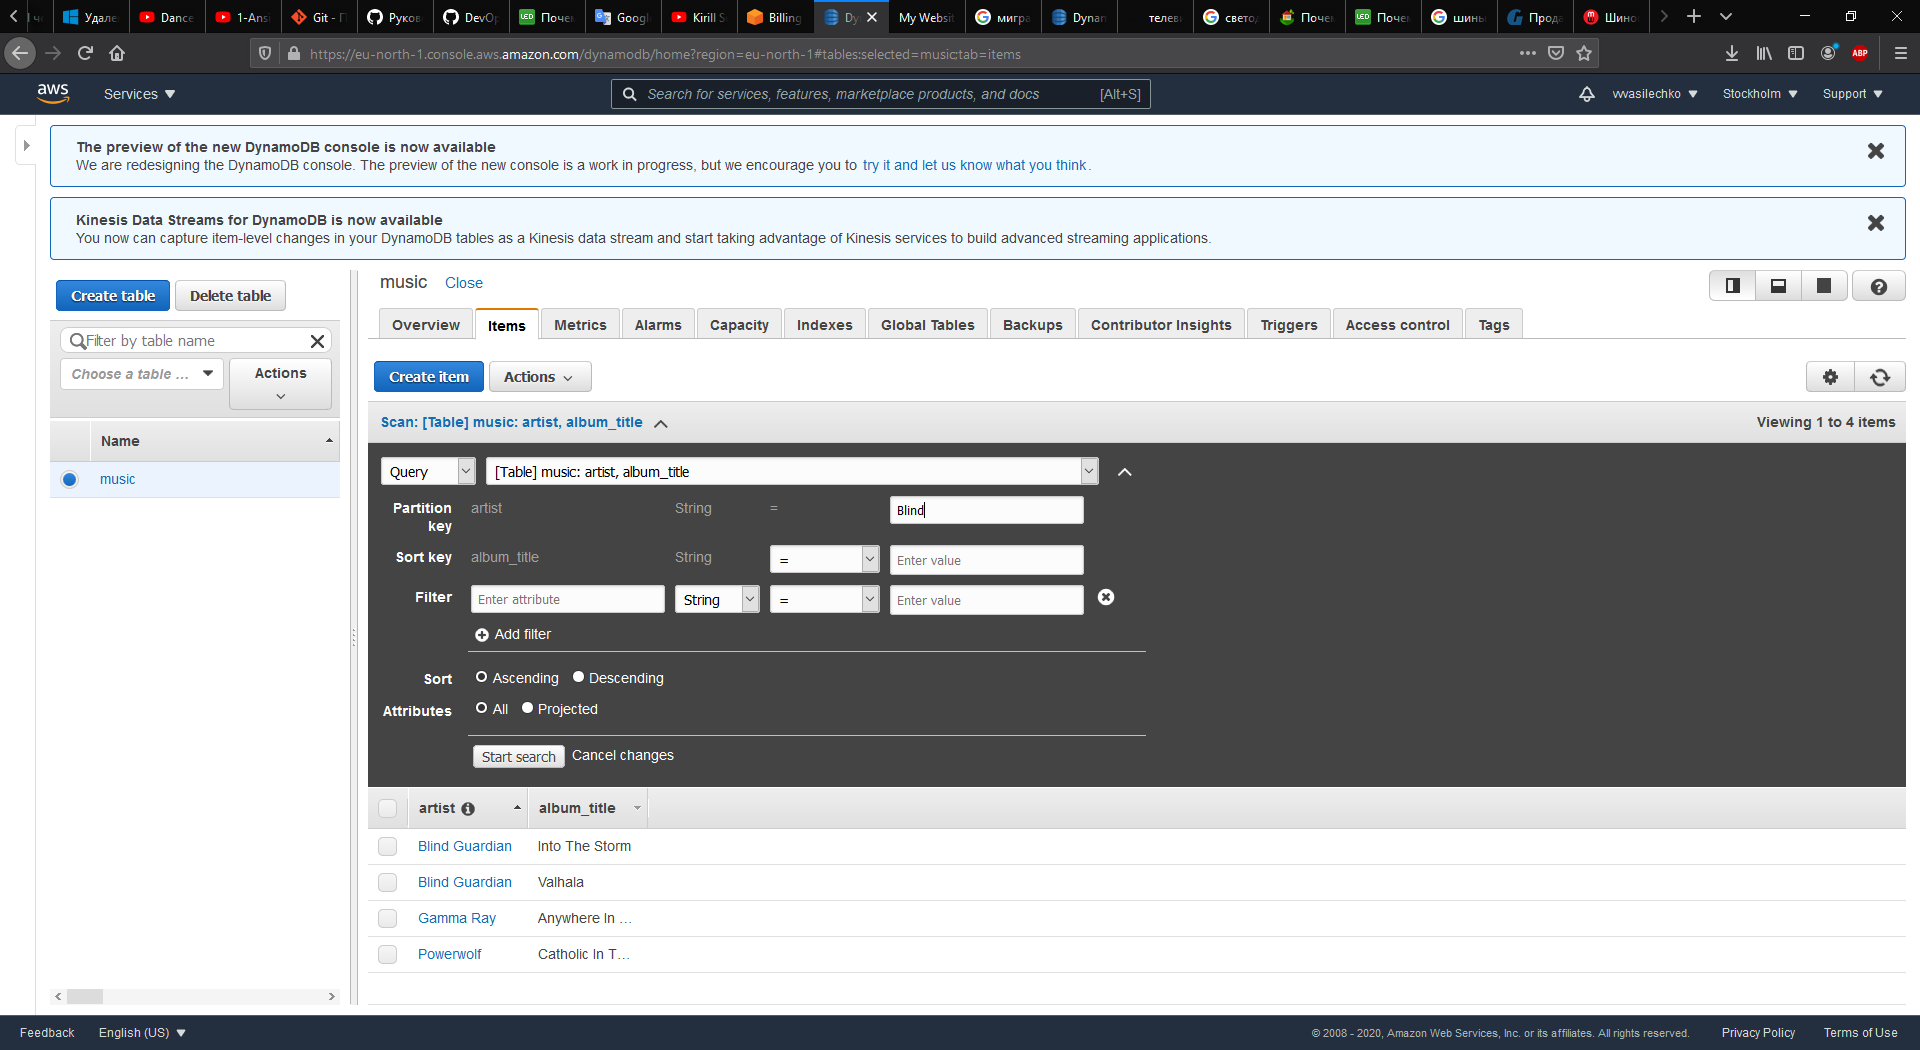 Удале
Dance
1-Ansi
Git - П
Руков
DevOp
Почем
Googl
Kirill S
Billing
Dy
My Websit
мигра
Dynam
телев
светод
Почем
Почем
шины
Прода
Шино
https://eu-north-1.console.aws.amazon.com/dynamodb/home?region=eu-north-1#tables:selected=music;tab=items
ABP
aws
Services
Search for services, features, marketplace products, and docs
[Alt+S]
vvvasilechko
Stockholm
Support
The preview of the new DynamoDB console is now available
We are redesigning the DynamoDB console. The preview of the new console is a work in progress, but we encourage you to try it and let us know what you think.
Kinesis Data Streams for DynamoDB is now available
You now can capture item-level changes in your DynamoDB tables as a Kinesis data stream and start taking advantage of Kinesis services to build advanced streaming applications.
Create table
Delete table
Filter by table name
Choose a table ...
Actions
Name
music
music
Close
Overview
Items
Metrics
Alarms
Capacity
Indexes
Global Tables
Backups
Contributor Insights
Triggers
Access control
Tags
Create item
Actions
Scan: [Table] music: artist, album_title
Viewing 1 to 4 items
Query
[Table] music: artist, album_title
Partition key
artist
String
=
Blind
Sort key
album_title
String
=
Enter value
Filter
Enter attribute
String
=
Enter value
Add filter
Sort
Ascending
Descending
Attributes
All
Projected
Start search
Cancel changes
artist
album_title
Blind Guardian
Into The Storm
Blind Guardian
Valhala
Gamma Ray
Anywhere In …
Powerwolf
Catholic In T…
Feedback
English (US)
© 2008 - 2020, Amazon Web Services, Inc. or its affiliates. All rights reserved.
Privacy Policy
Terms of Use